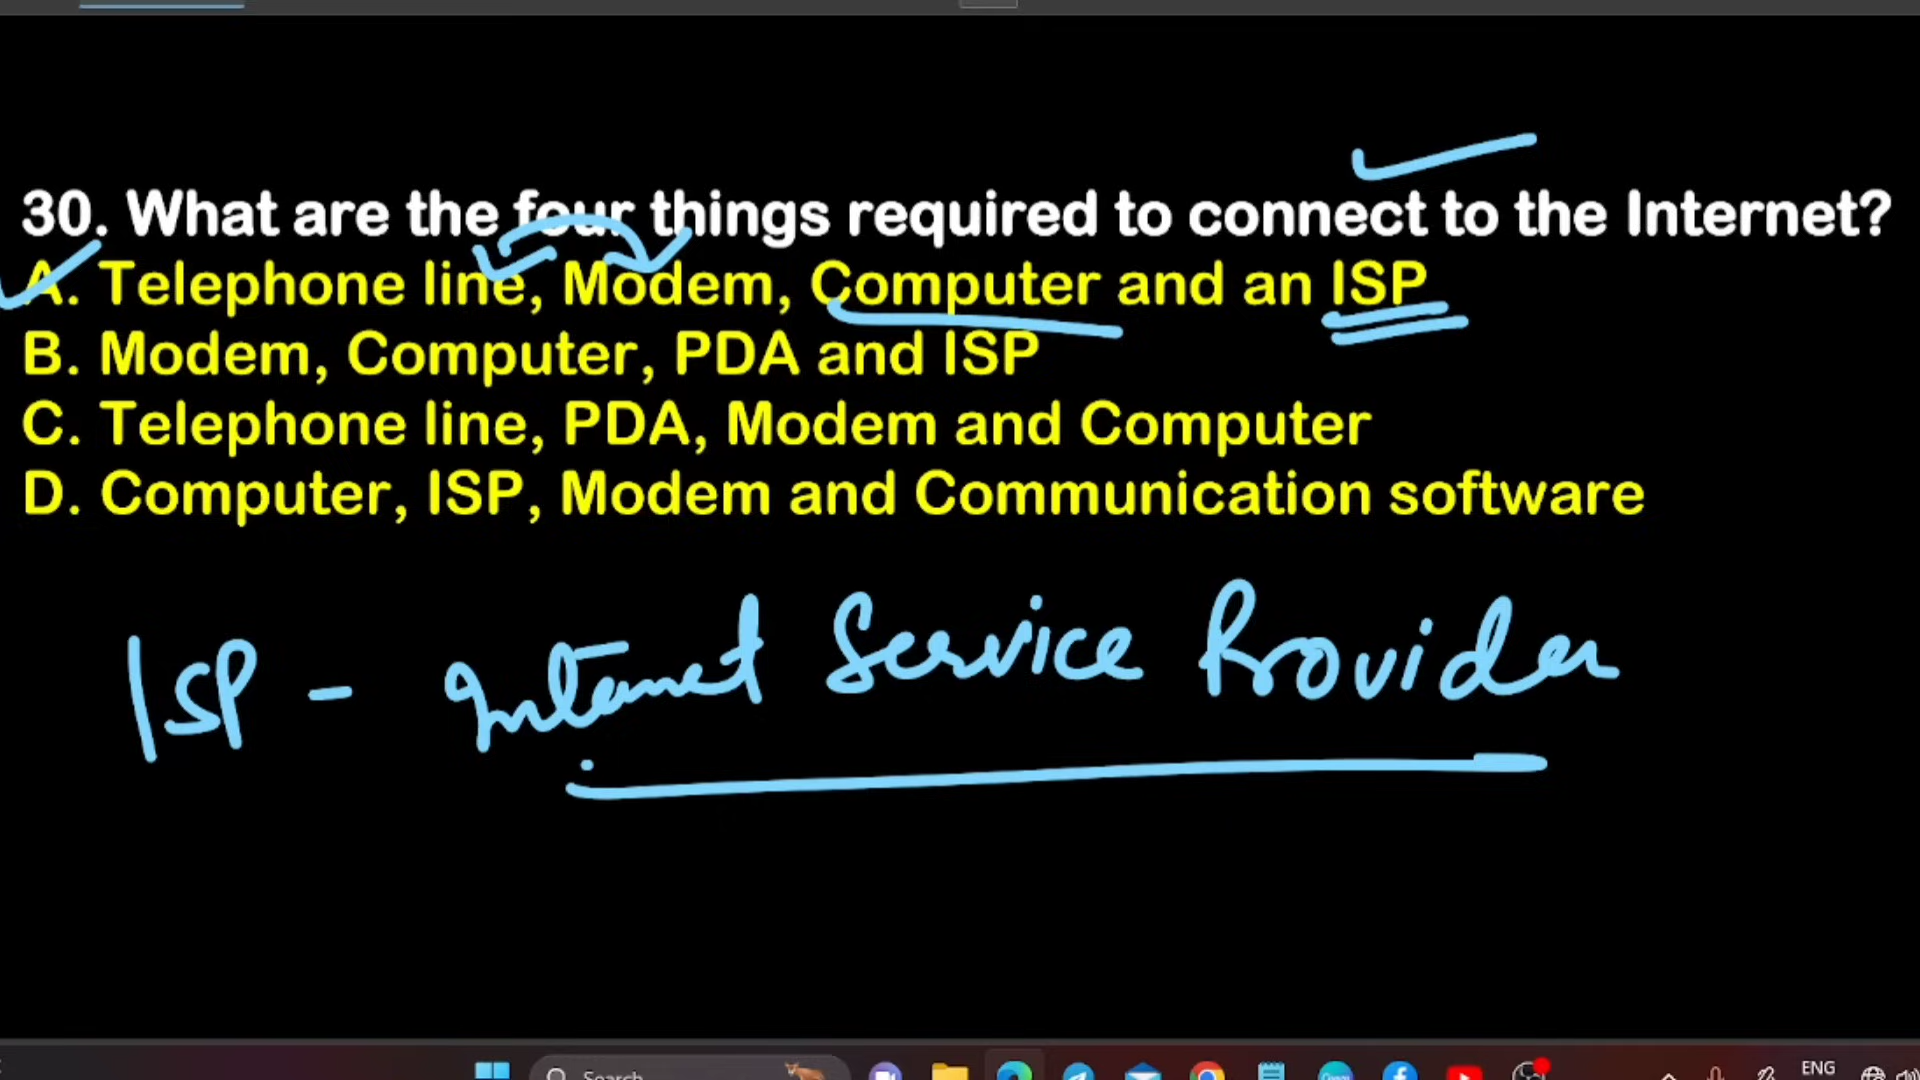 30. What are the four things required to connect to the Internet?
A. Telephone line, Modem, Computer and an ISP
B. Modem, Computer, PDA and ISP
C. Telephone line, PDA, Modem and Computer
D. Computer, ISP, Modem and Communication software
ISP - Internet Service Provider
Search
ENG